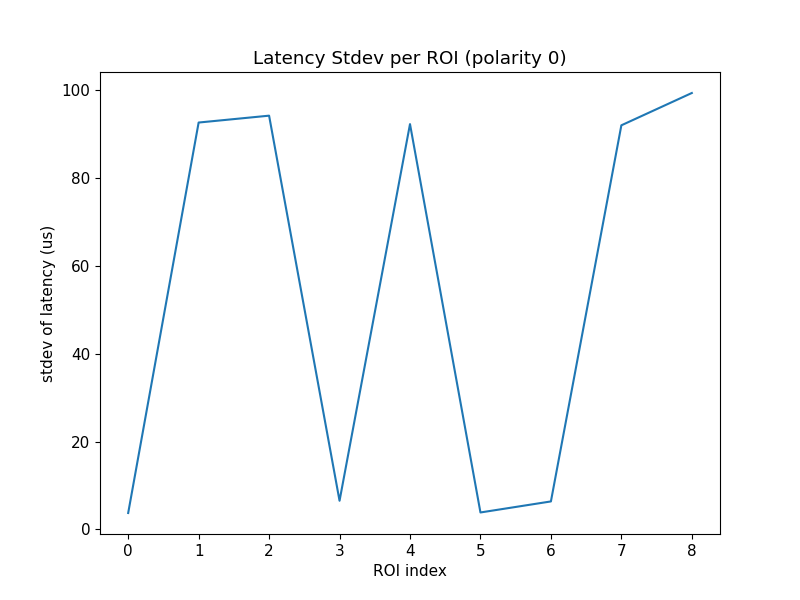 Latency Stdev per ROI (polarity 0)
100
80
60
40
20
0
stdev of latency (us)
0 1 2 3 4 5 6 7 8
ROI index